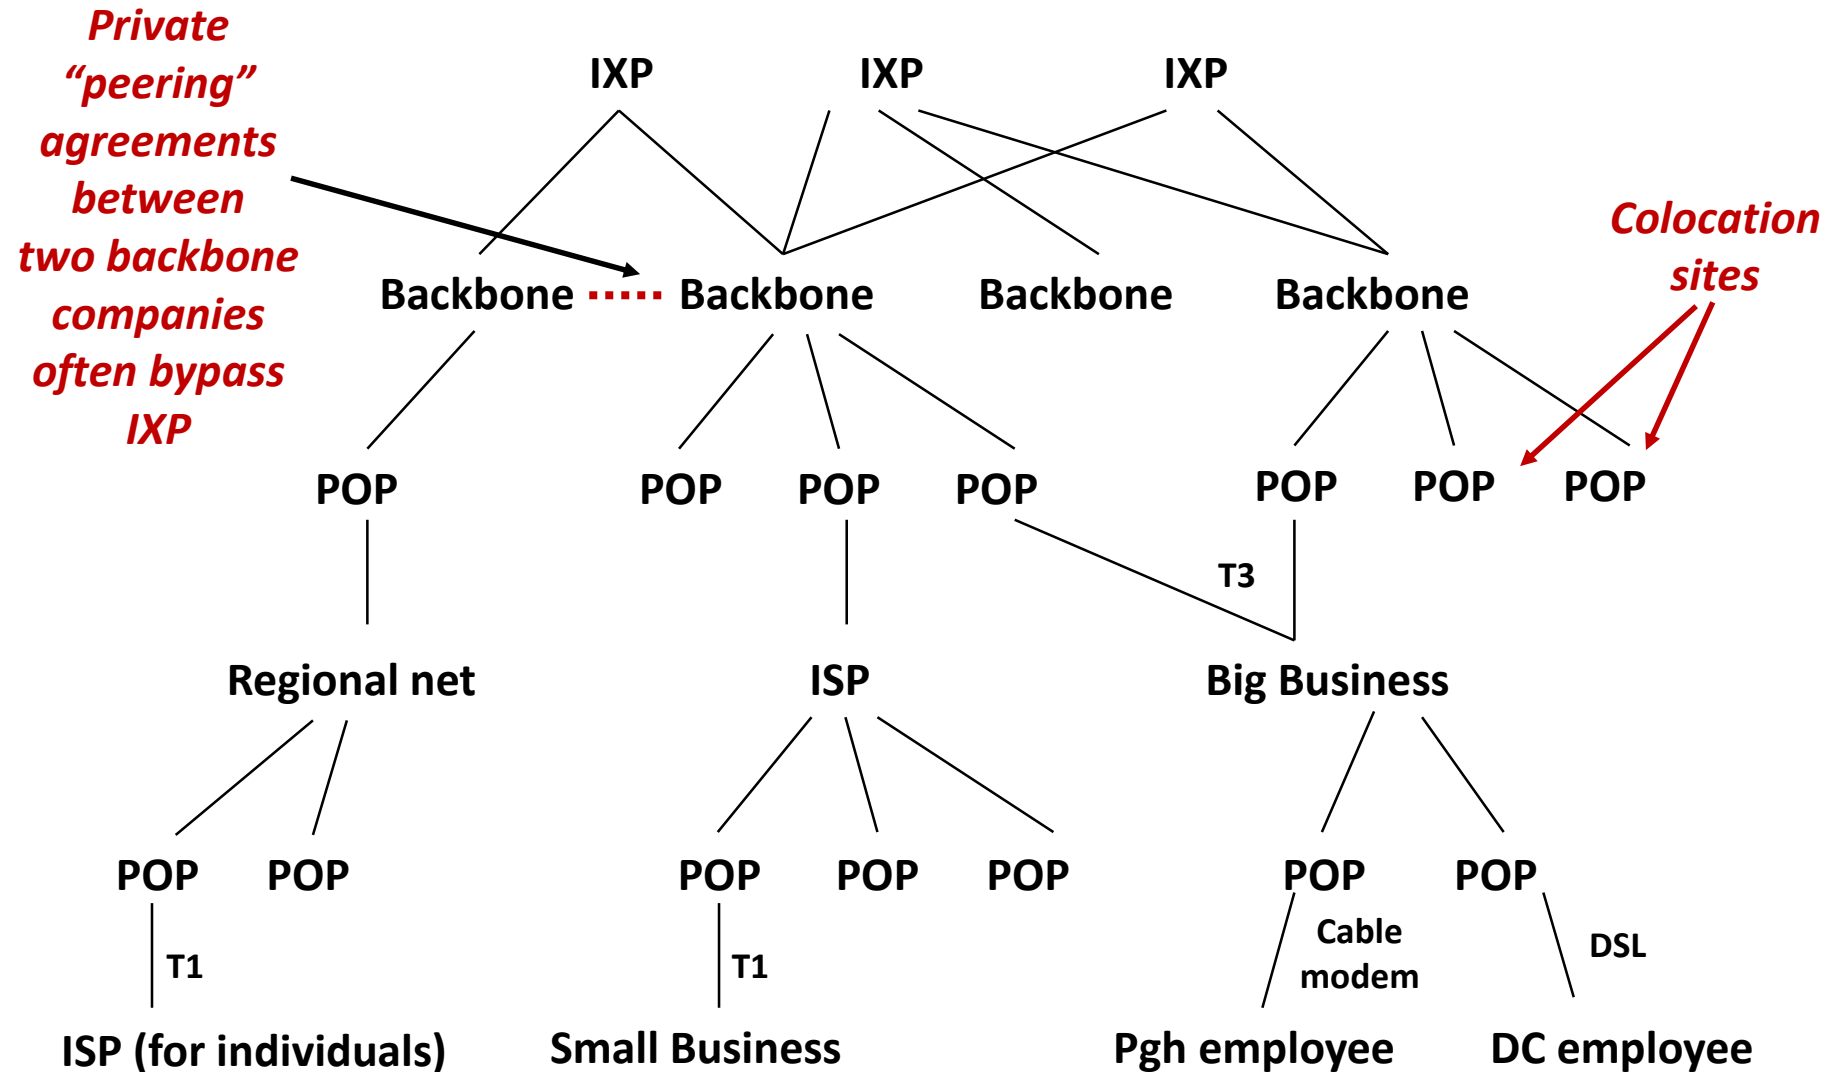 Private
“peering”
agreements
between
two backbone
companies
often bypass
IXP
IXP IXP IXP
Colocation
sites
Backbone Backbone Backbone Backbone
POP POP POP POP POP POP POP
T3
Regional net ISP Big Business
POP POP POP POP POP POP POP
T1 T1 Cable
modem
DSL
ISP (for individuals) Small Business Pgh employee DC employee